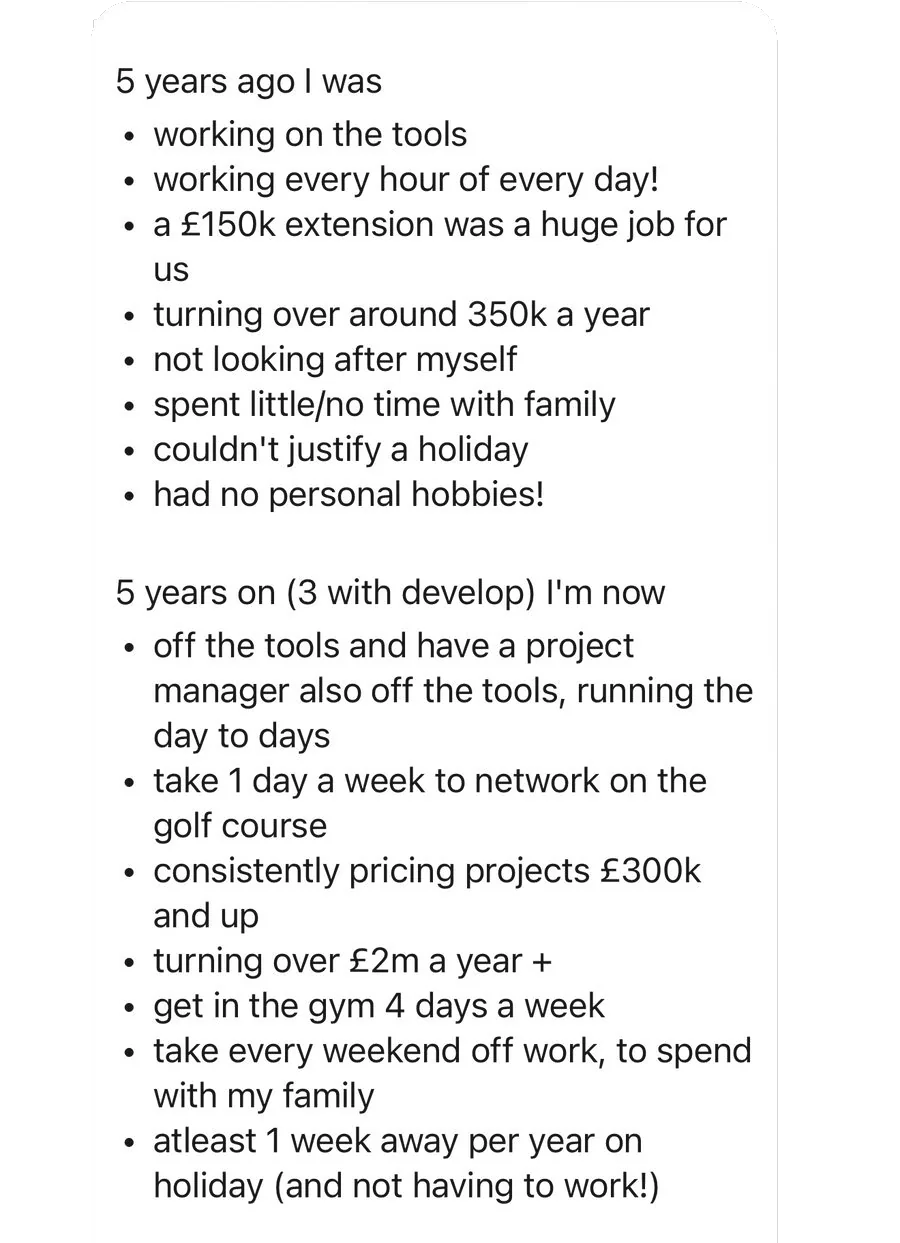 5 years ago I was
• working on the tools
• working every hour of every day!
• a £150k extension was a huge job for
us
• turning over around 350k a year
• not looking after myself
• spent little/no time with family
• couldn't justify a holiday
• had no personal hobbies!
5 years on (3 with develop) I'm now
• off the tools and have a project
manager also off the tools, running the
day to days
• take 1 day a week to network on the
golf course
• consistently pricing projects £300k
and up
• turning over £2m a year +
• get in the gym 4 days a week
• take every weekend off work, to spend
with my family
• atleast 1 week away per year on
holiday (and not having to work!)